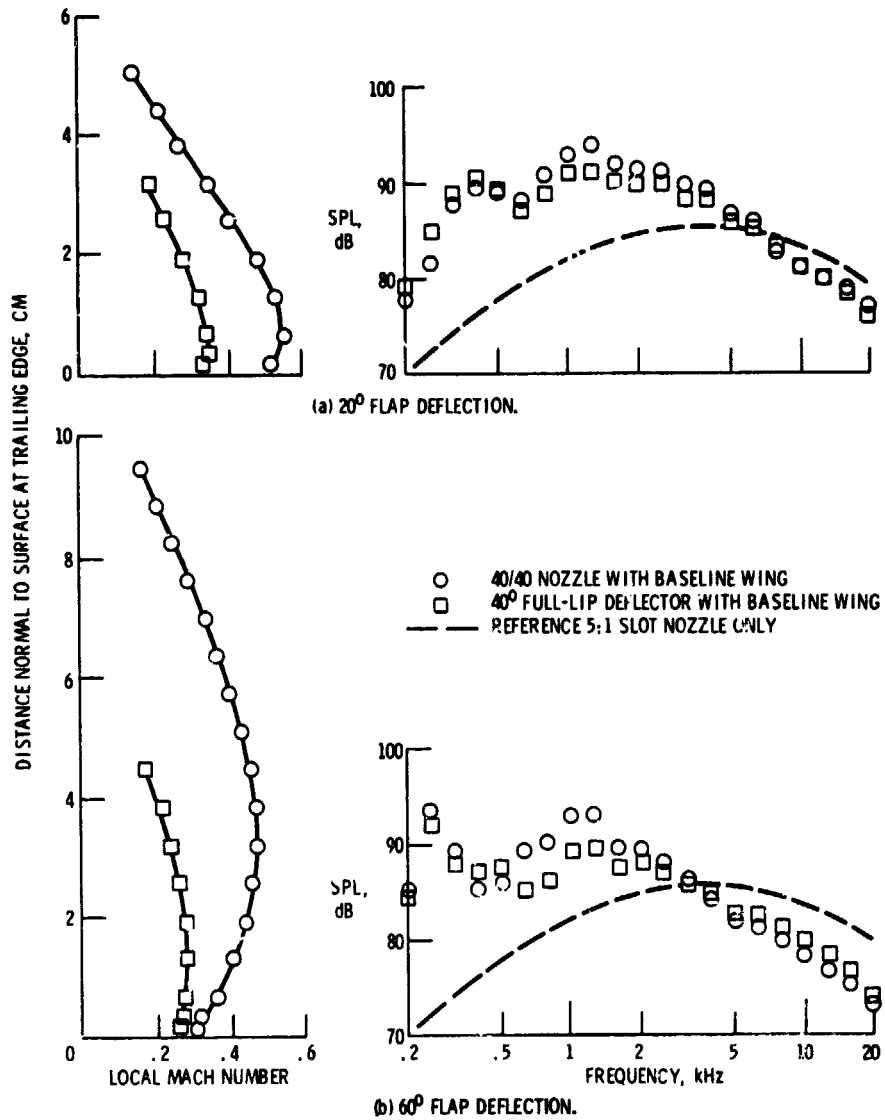 DISTANCE NORMAL TO SURFACE AT TRAILING EDGE, CM
6
4
2
0
100
90
80
70
SPL,
dB
(a) 20° FLAP DEFLECTION.
10
8
6
4
2
0
.2
.4
.6
LOCAL MACH NUMBER
40/40 NOZZLE WITH BASELINE WING
40° FULL-LIP DEFLECTOR WITH BASELINE WING
REFERENCE 5:1 SLOT NOZZLE ONLY
100
90
80
70
SPL,
dB
.2
.5
1
2
5
10
20
FREQUENCY, kHz
(b) 60° FLAP DEFLECTION.